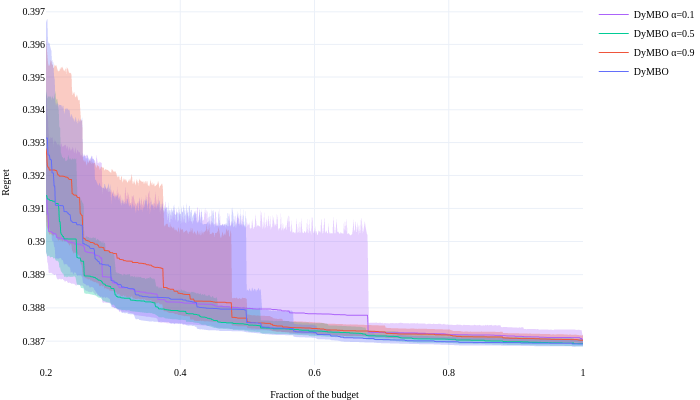 0.397
0.396
0.395
0.394
0.393
0.392
0.391
0.39
0.389
0.388
0.387
Regret
0.2
0.4
0.6
0.8
1
Fraction of the budget
DyMBO α=0.1
DyMBO α=0.5
DyMBO α=0.9
DyMBO